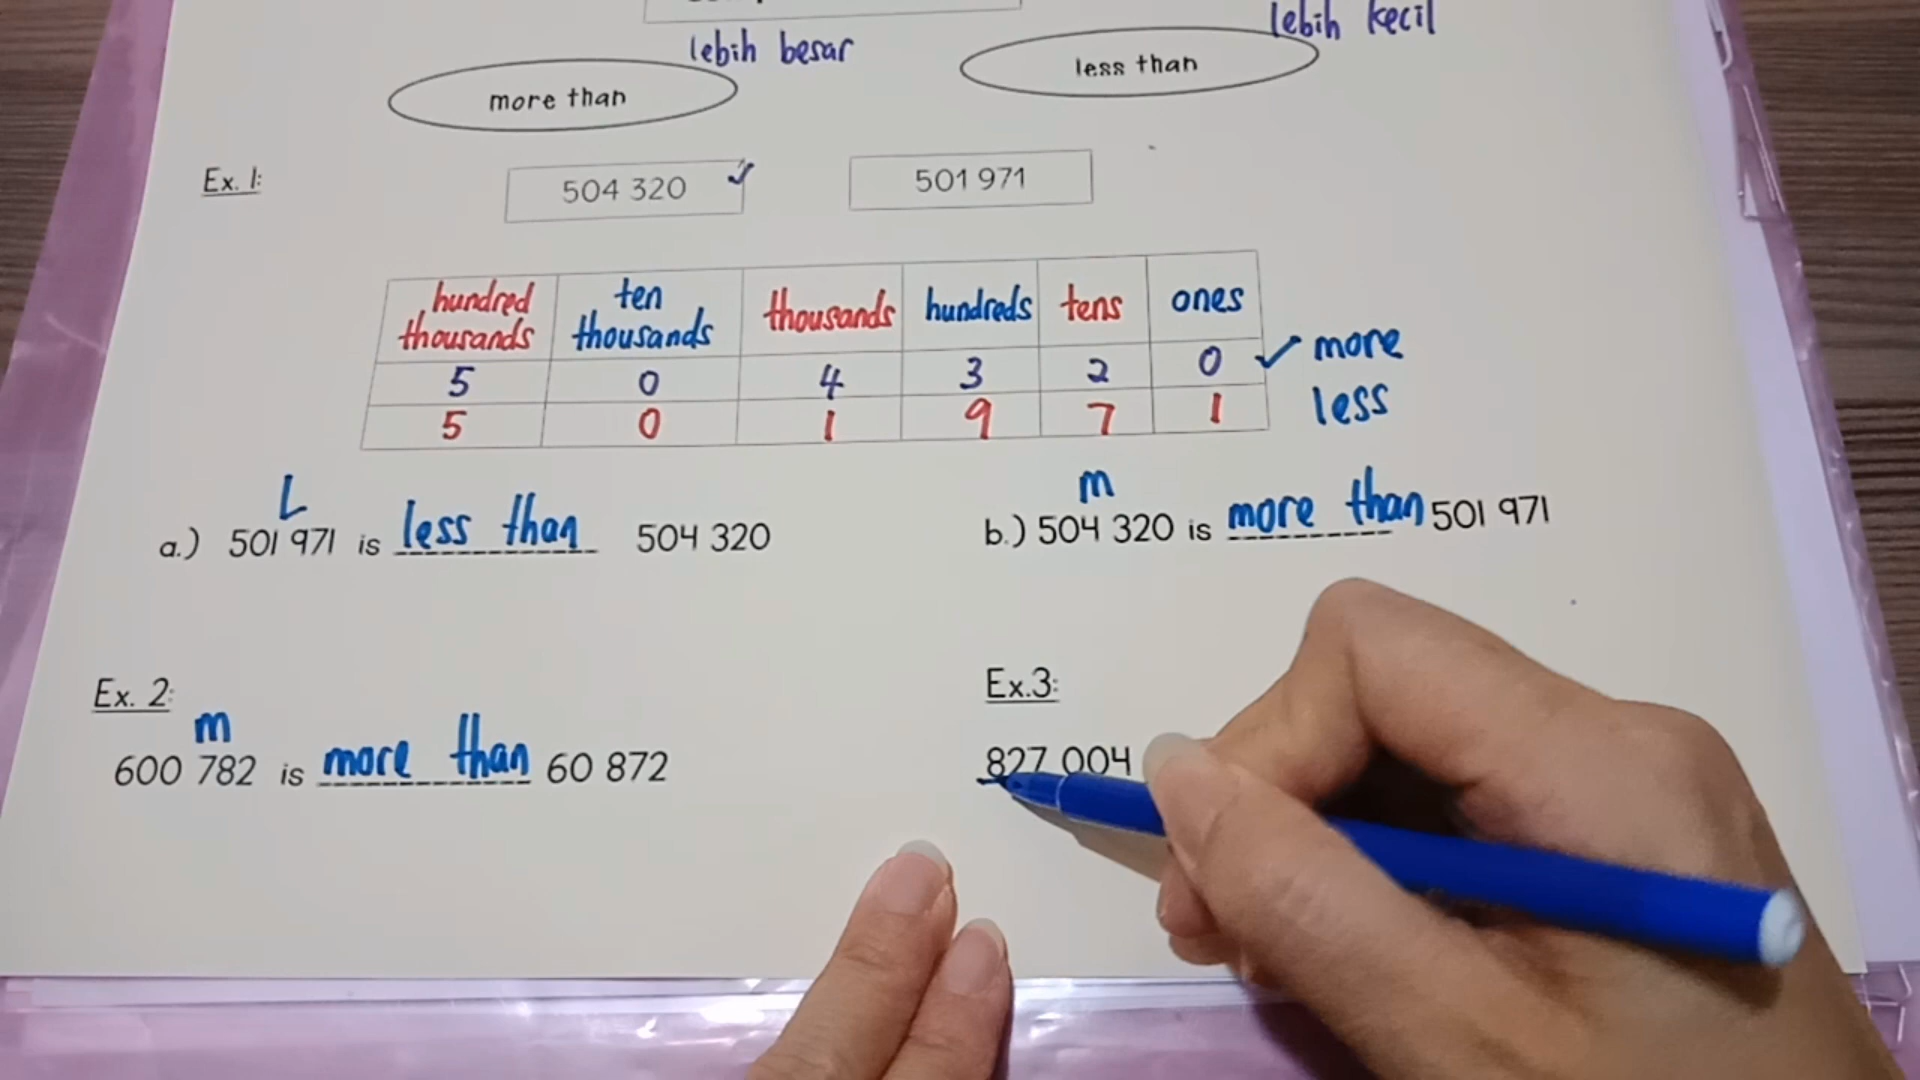 lebih besar
lebih kecil
more than
less than
Ex. 1:
504 320
501 971
hundred thousands ten thousands thousands hundreds tens ones
5 0 4 3 2 0 ✓ more
5 0 1 9 7 1 less
L
a.) 501 971 is less than 504 320
m
b.) 504 320 is more than 501 971
Ex. 2:
m
600 782 is more than 60 872
Ex.3:
827 004